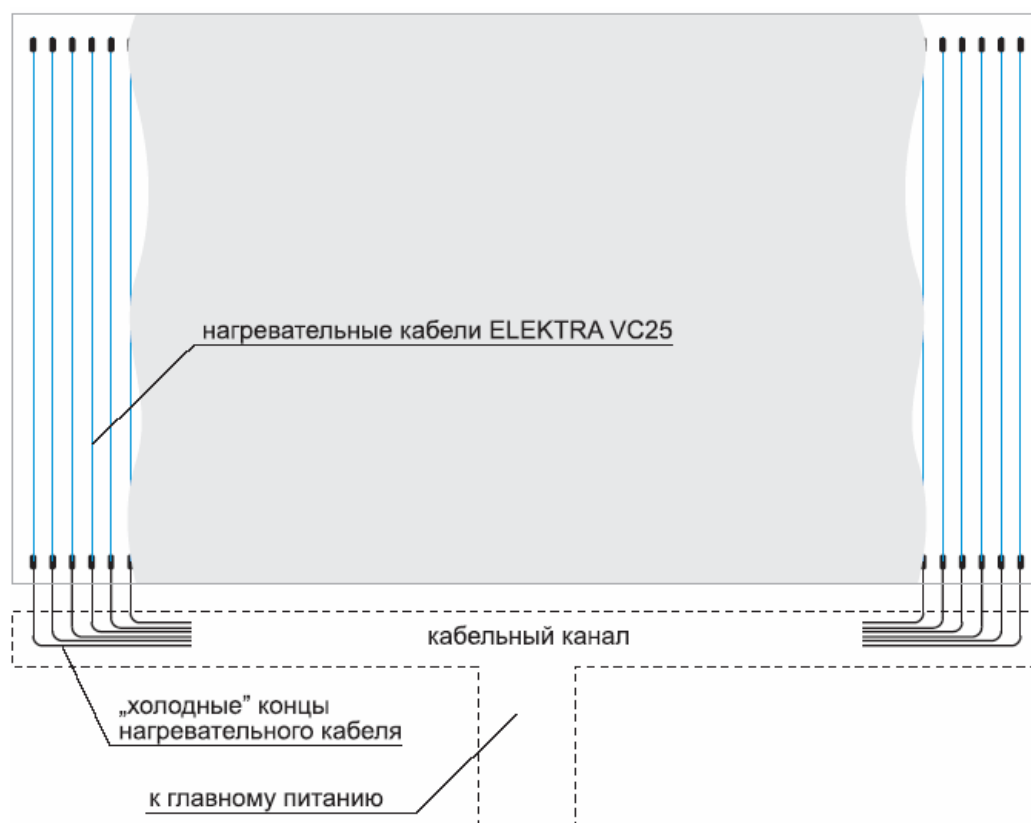 нагревательные кабели ELEKTRA VC25
кабельный канал
„холодные” концы
нагревательного кабеля
к главному питанию